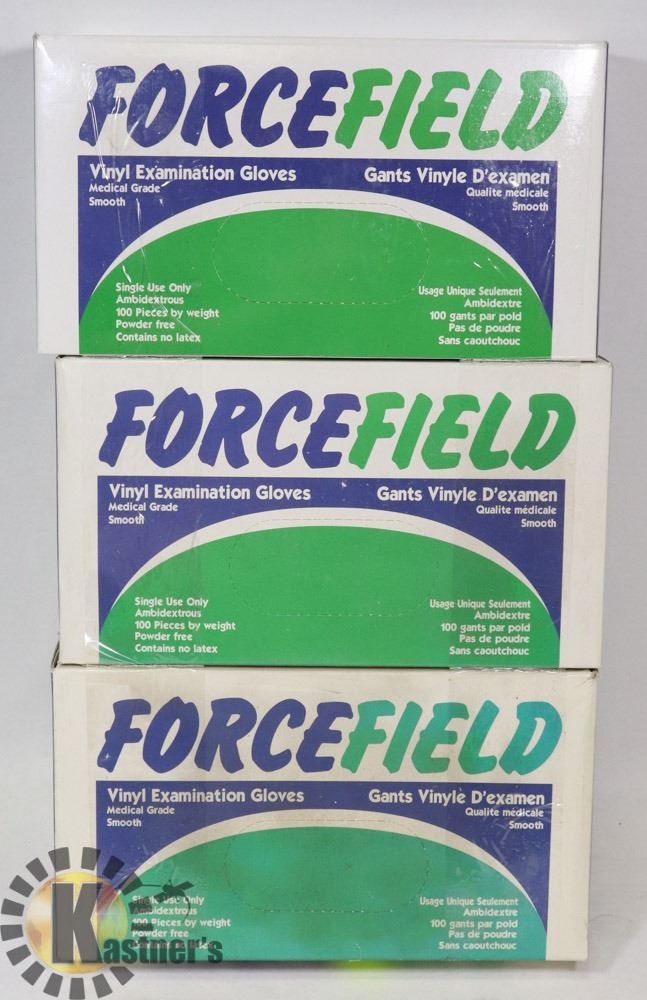 FORCEFIELD
Vinyl Examination Gloves Gants Vinyle D'examen
Medical Grade Qualite médicale
Smooth Smooth
Single Use Only Usage Unique Seulement
Ambidextrous Ambidextre
100 Pieces by weight 100 gants par pold
Powder free Pas de poudre
Contains no latex Sans caoutchouc
FORCEFIELD
Vinyl Examination Gloves Gants Vinyle D'examen
Medical Grade Qualite médicale
Smooth Smooth
Single Use Only Usage Unique Seulement
Ambidextrous Ambidextre
100 Pieces by weight 100 gants par pold
Powder free Pas de poudre
Contains no latex Sans caoutchouc
FORCEFIELD
Vinyl Examination Gloves Gants Vinyle D'examen
Medical Grade Qualite médicale
Smooth Smooth
Single Use Only Usage Unique Seulement
Ambidextrous Ambidextre
100 Pieces by weight 100 gants par pold
Powder free Pas de poudre
Contains no latex Sans caoutchouc
Kastner's